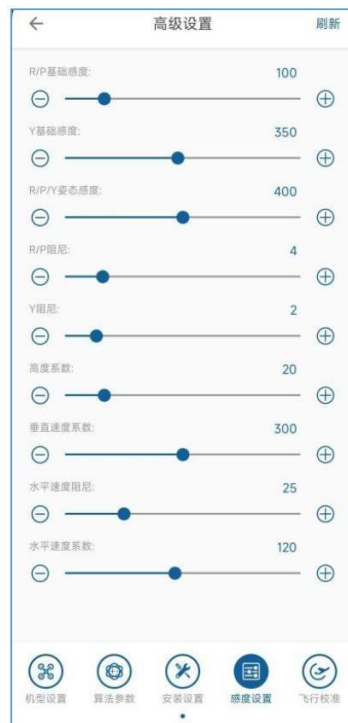 高级设置
刷新
R/P基础感度:
100
Y基础感度:
350
R/P/Y姿态感度:
400
R/P阻尼:
4
Y阻尼:
2
高度系数:
20
垂直速度系数:
300
水平速度阻尼:
25
水平速度系数:
120
机型设置
算法参数
安装设置
感度设置
飞行校准